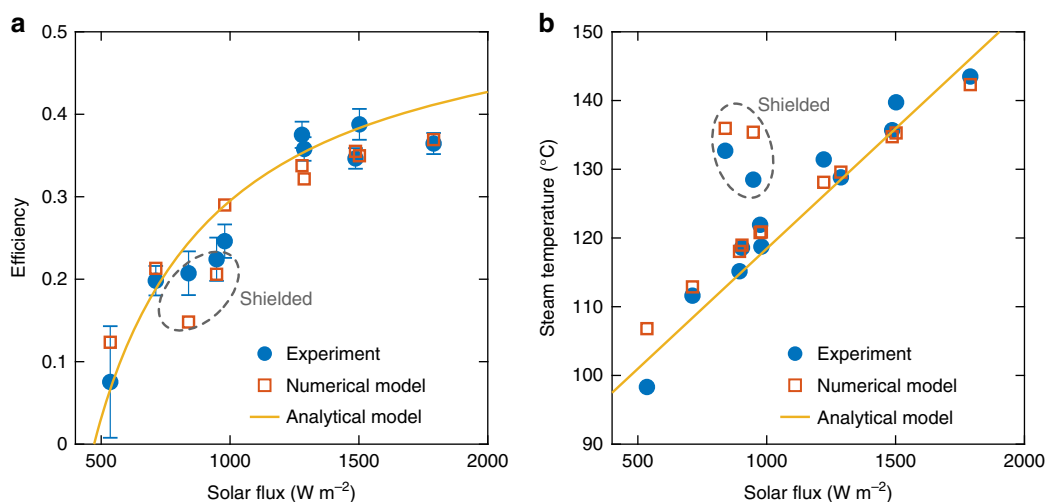 a
0.5
0.4
0.3
0.2
0.1
0
Efficiency
500
1000
1500
2000
Solar flux (W m⁻²)
Shielded
Experiment
Numerical model
Analytical model
b
150
140
130
120
110
100
90
Steam temperature (°C)
500
1000
1500
2000
Solar flux (W m⁻²)
Shielded
Experiment
Numerical model
Analytical model